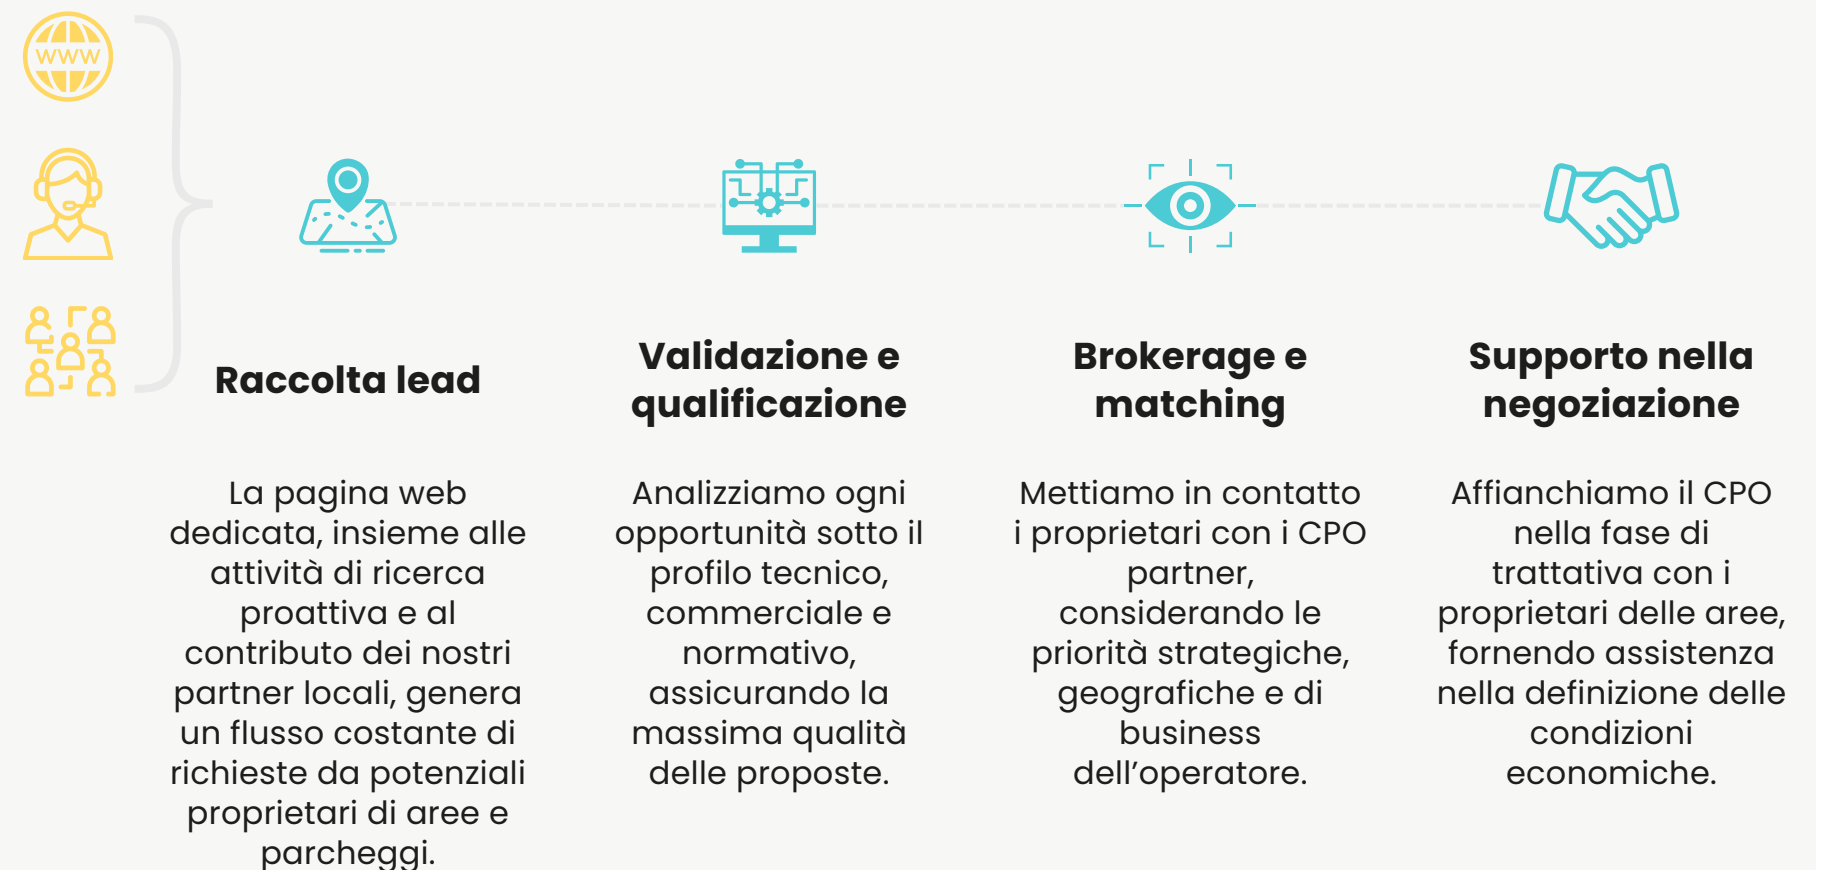 WWW
Raccolta lead
La pagina web
dedicata, insieme alle
attività di ricerca
proattiva e al
contributo dei nostri
partner locali, genera
un flusso costante di
richieste da potenziali
proprietari di aree e
parcheggi.
Validazione e
qualificazione
Analizziamo ogni
opportunità sotto il
profilo tecnico,
commerciale e
normativo,
assicurando la
massima qualità
delle proposte.
Brokerage e
matching
Mettiamo in contatto
i proprietari con i CPO
partner,
considerando le
priorità strategiche,
geografiche e di
business
dell’operatore.
Supporto nella
negoziazione
Affianchiamo il CPO
nella fase di
trattativa con i
proprietari delle aree,
fornendo assistenza
nella definizione delle
condizioni
economiche.